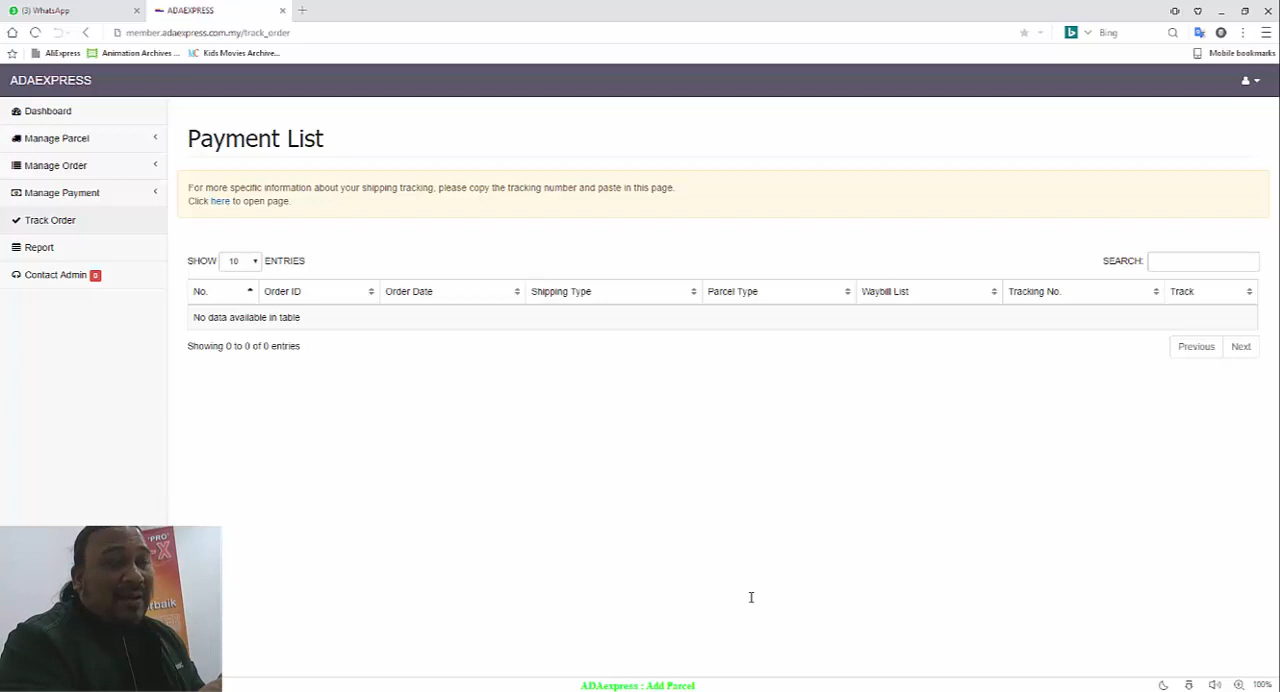 (3) WhatsApp
ADAEXPRESS
member.adaexpress.com.my/track_order
Bing
AliExpress
Animation Archives ...
Kids Movies Archive...
Mobile bookmarks
ADAEXPRESS
Dashboard
Manage Parcel
Manage Order
Manage Payment
Track Order
Report
Contact Admin 0
Payment List
For more specific information about your shipping tracking, please copy the tracking number and paste in this page.
Click here to open page.
SHOW 10 ENTRIES
SEARCH:
No. Order ID Order Date Shipping Type Parcel Type Waybill List Tracking No. Track
No data available in table
Showing 0 to 0 of 0 entries
Previous Next
'PRO'
-X
rbaik
ADAexpress : Add Parcel
100%